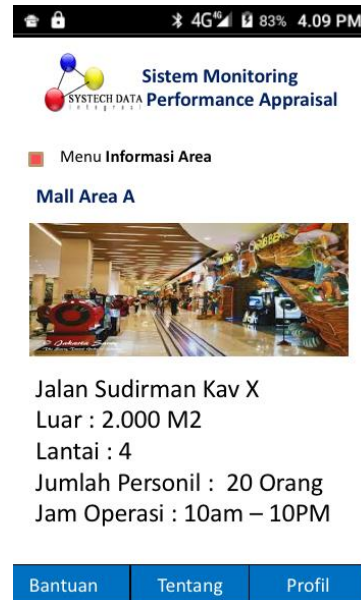 4G 4G 83% 4.09 PM
Sistem Monitoring
SYSTECH DATA Performance Appraisal
Menu Informasi Area
Mall Area A
Jalan Sudirman Kav X
Luar : 2.000 M2
Lantai : 4
Jumlah Personil : 20 Orang
Jam Operasi : 10am – 10PM
Bantuan Tentang Profil